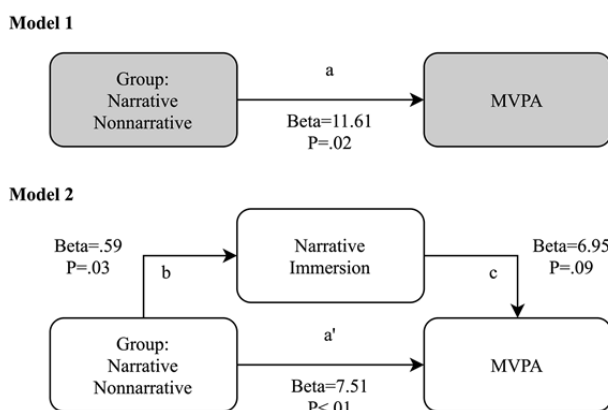 Model 1
Group:
Narrative
Nonnarrative
a
Beta=11.61
P=.02
MVPA
Model 2
Beta=.59
P=.03
b
Narrative
Immersion
c
Beta=6.95
P=.09
Group:
Narrative
Nonnarrative
a'
Beta=7.51
MVPA